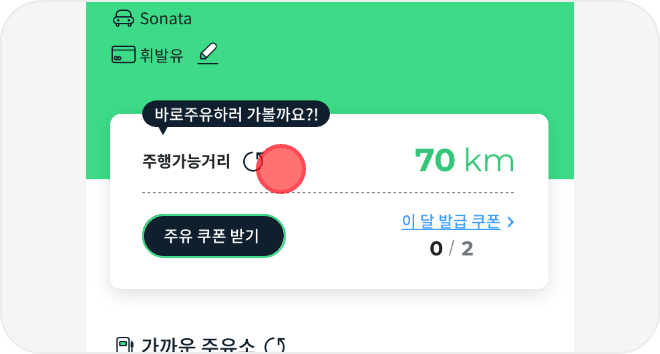 Sonata
휘발유
바로주유하러 가볼까요?!
주행가능거리
70 km
주유 쿠폰 받기
이 달 발급 쿠폰 >
0 / 2
가까운 주유소